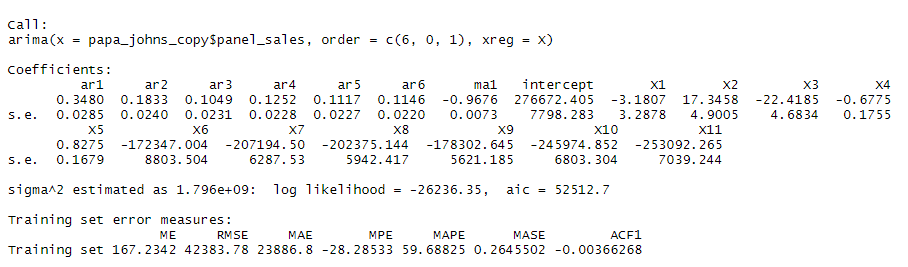 Call:
arima(x = papa_johns_copy$panel_sales, order = c(6, 0, 1), xreg = X)
Coefficients:
ar1 ar2 ar3 ar4 ar5 ar6 ma1 intercept X1 X2 X3 X4
0.3480 0.1833 0.1049 0.1252 0.1117 0.1146 -0.9676 276672.405 -3.1807 17.3458 -22.4185 -0.6775
s.e. 0.0285 0.0240 0.0231 0.0228 0.0227 0.0220 0.0073 7798.283 3.2878 4.9005 4.6834 0.1755
X5 X6 X7 X8 X9 X10 X11
0.8275 -172347.004 -207194.50 -202375.144 -178302.645 -245974.852 -253092.265
s.e. 0.1679 8803.504 6287.53 5942.417 5621.185 6803.304 7039.244
sigma^2 estimated as 1.796e+09: log likelihood = -26236.35, aic = 52512.7
Training set error measures:
ME RMSE MAE MPE MAPE MASE ACF1
Training set 167.2342 42383.78 23886.8 -28.28533 59.68825 0.2645502 -0.00366268